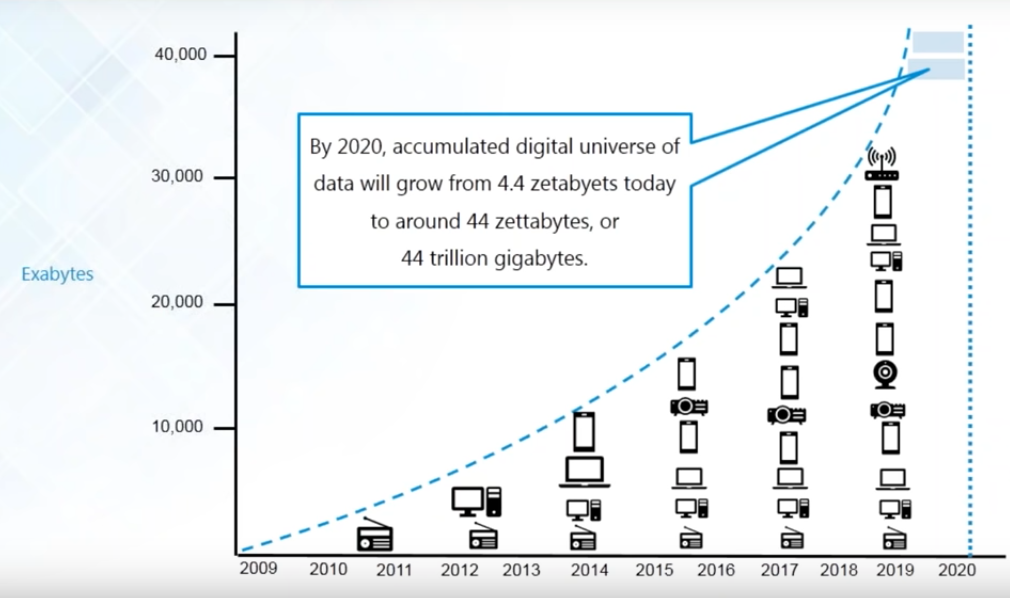 40,000
By 2020, accumulated digital universe of
data will grow from 4.4 zetabyets today
to around 44 zettabytes, or
44 trillion gigabytes.
30,000
Exabytes
20,000
10,000
2009 2010 2011 2012 2013 2014 2015 2016 2017 2018 2019 2020